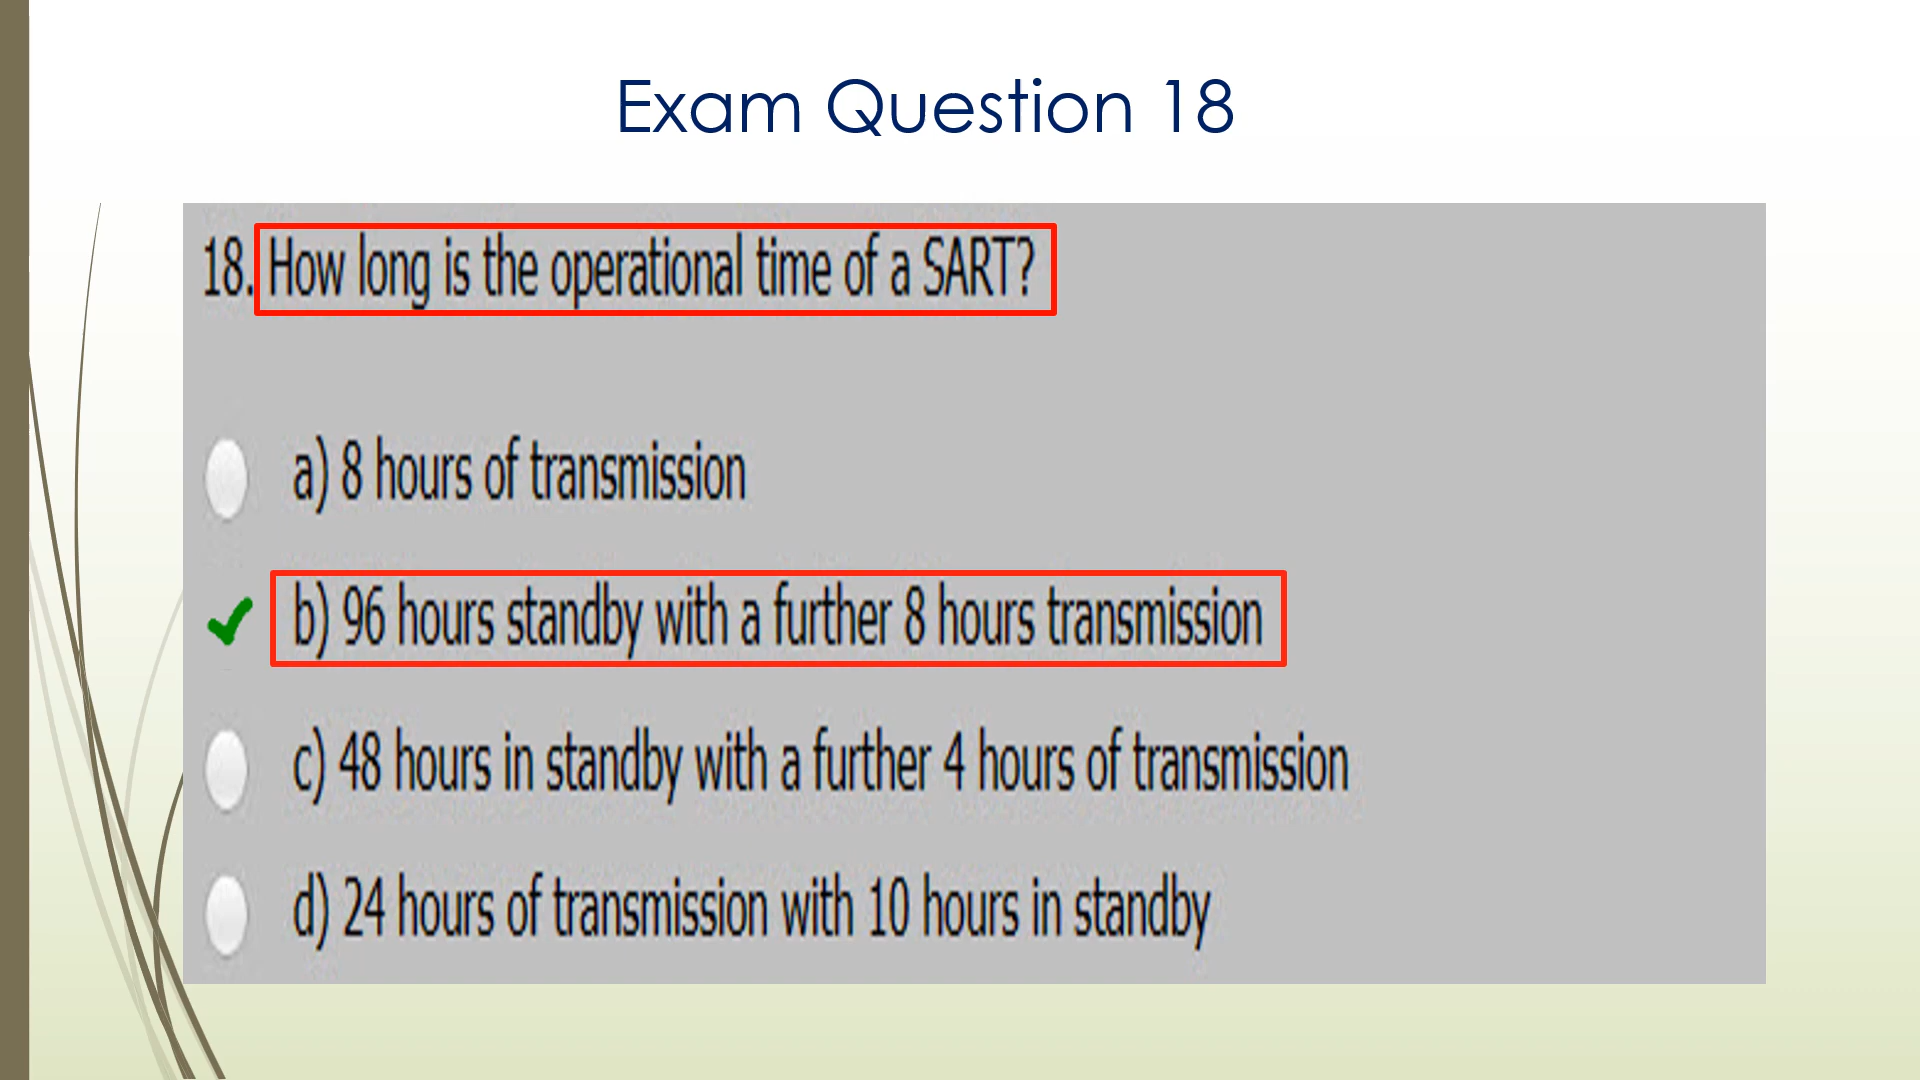 Exam Question 18
18. How long is the operational time of a SART?
a) 8 hours of transmission
b) 96 hours standby with a further 8 hours transmission
c) 48 hours in standby with a further 4 hours of transmission
d) 24 hours of transmission with 10 hours in standby